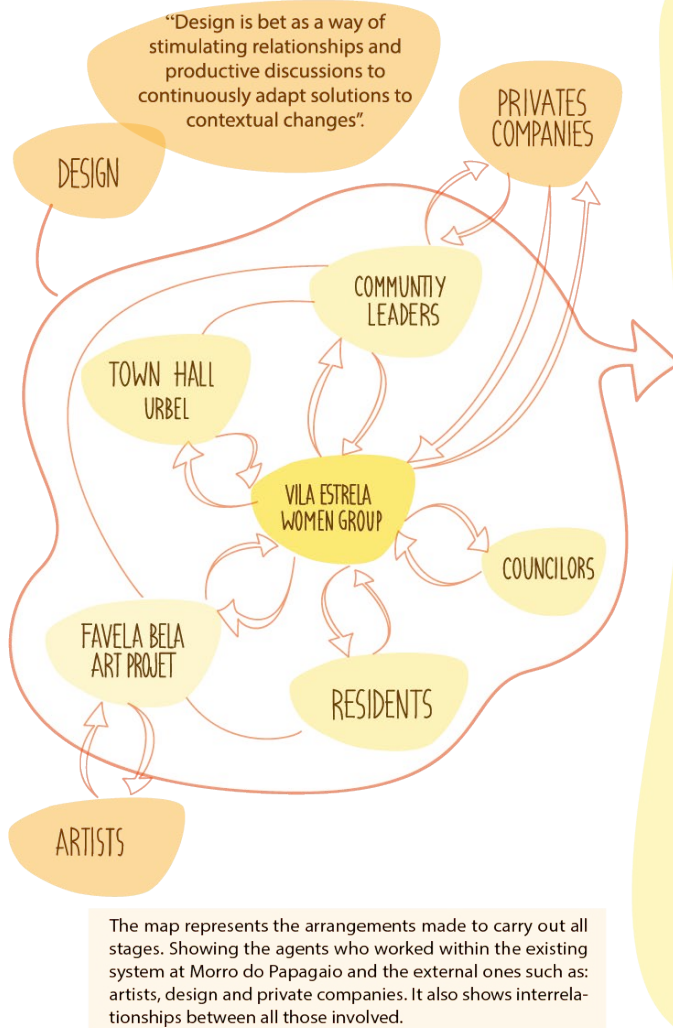 “Design is bet as a way of
stimulating relationships and
productive discussions to
continuously adapt solutions to
contextual changes”.
PRIVATES
COMPANIES
DESIGN
COMMUNTIY
LEADERS
TOWN HALL
URBEL
VILA ESTRELA
WOMEN GROUP
COUNCILORS
FAVELA BELA
ART PROJET
RESIDENTS
ARTISTS
The map represents the arrangements made to carry out all
stages. Showing the agents who worked within the existing
system at Morro do Papagaio and the external ones such as:
artists, design and private companies. It also shows interrela-
tionships between all those involved.